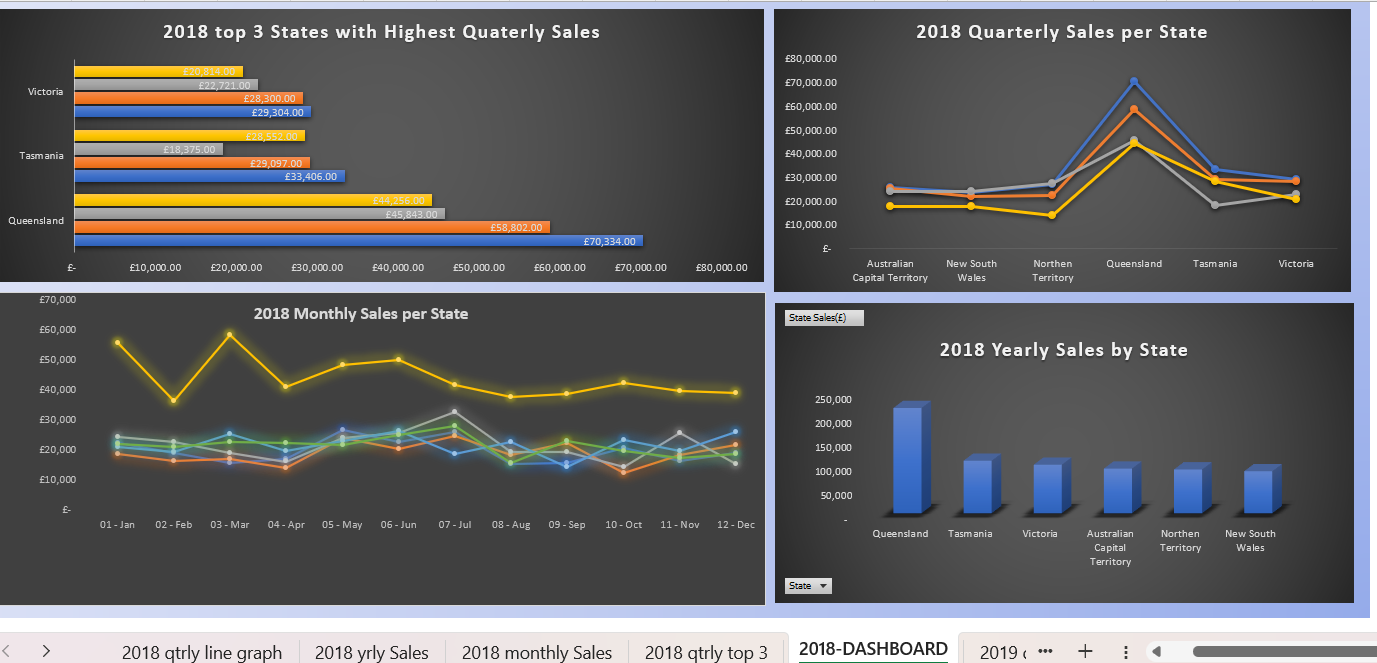 2018 top 3 States with Highest Quaterly Sales
£20,814.00
£22,721.00
Victoria
£28,300.00
£29,304.00
£28,552.00
£18,375.00
Tasmania
£29,097.00
£33,406.00
£44,256.00
£45,843.00
Queensland
£58,802.00
£70,334.00
£-
£10,000.00
£20,000.00
£30,000.00
£40,000.00
£50,000.00
£60,000.00
£70,000.00
£80,000.00
2018 Quarterly Sales per State
£80,000.00
£70,000.00
£60,000.00
£50,000.00
£40,000.00
£30,000.00
£20,000.00
£10,000.00
£-
Australian
Capital Territory
New South
Wales
Northen
Territory
Queensland
Tasmania
Victoria
2018 Monthly Sales per State
£70,000
£60,000
£50,000
£40,000
£30,000
£20,000
£10,000
£-
01 - Jan
02 - Feb
03 - Mar
04 - Apr
05 - May
06 - Jun
07 - Jul
08 - Aug
09 - Sep
10 - Oct
11 - Nov
12 - Dec
State Sales(£)
2018 Yearly Sales by State
250,000
200,000
150,000
100,000
50,000
-
Queensland
Tasmania
Victoria
Australian
Capital
Territory
Northen
Territory
New South
Wales
State
2018 qtrly line graph
2018 yrly Sales
2018 monthly Sales
2018 qtrly top 3
2018-DASHBOARD
2019